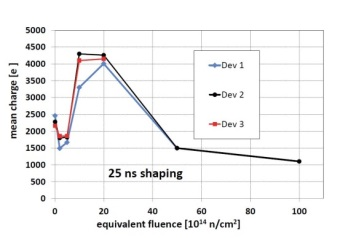 5000
4500
4000
3500
3000
2500
2000
1500
1000
500
0
mean charge [e ]
Dev 1
Dev 2
Dev 3
25 ns shaping
0 20 40 60 80 100
equivalent fluence [10¹⁴ n/cm²]